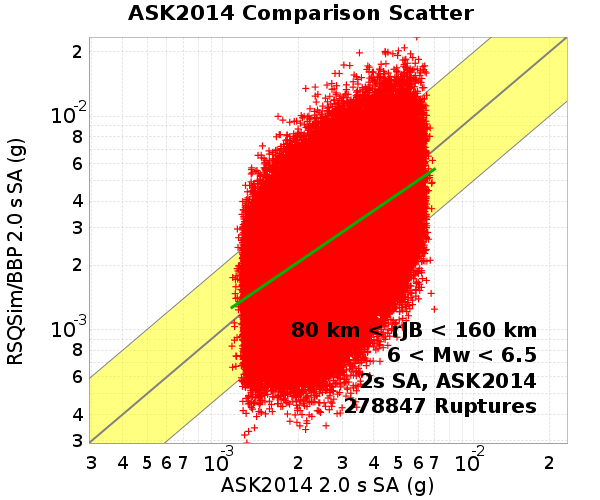 ASK2014 Comparison Scatter
RSQSim/BBP 2.0 s SA (g)
2
10-2
8
6
4
3
2
10-3
8
6
4
3
80 km < rJB < 160 km
6 < Mw < 6.5
2s SA, ASK2014
278847 Ruptures
3 4 5 6 7 10-3 2 3 4 5 6 7 10-2 2
ASK2014 2.0 s SA (g)